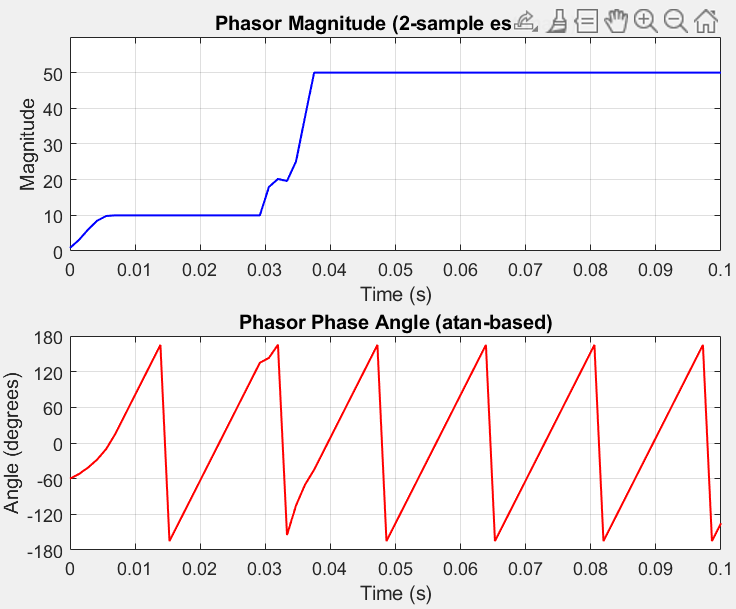 Phasor Magnitude (2-sample es
50
40
30
20
10
0
Magnitude
0 0.01 0.02 0.03 0.04 0.05 0.06 0.07 0.08 0.09 0.1
Time (s)
Phasor Phase Angle (atan-based)
180
120
60
0
-60
-120
-180
Angle (degrees)
0 0.01 0.02 0.03 0.04 0.05 0.06 0.07 0.08 0.09 0.1
Time (s)